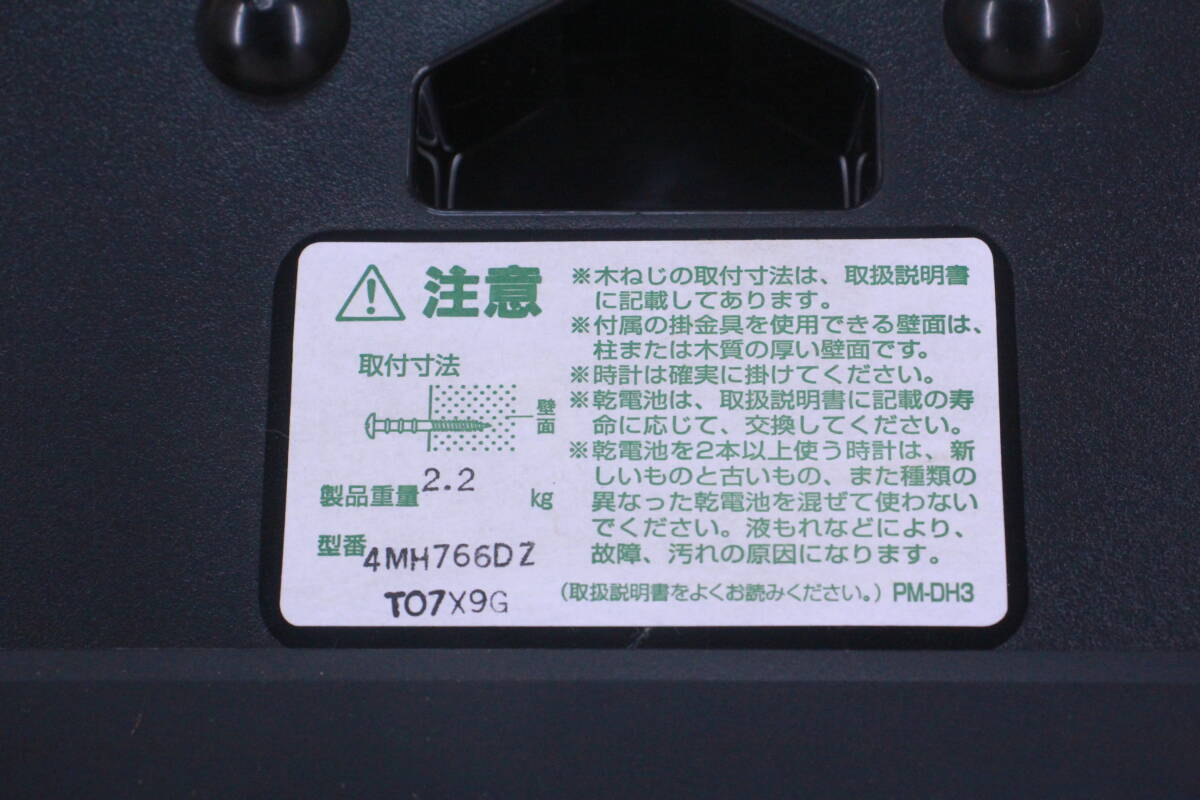 注意
取付寸法
壁面
製品重量 2.2 kg
型番 4MH766DZ
T07X9G
※木ねじの取付寸法は、取扱説明書
に記載してあります。
※付属の掛金具を使用できる壁面は、
柱または木質の厚い壁面です。
※時計は確実に掛けてください。
※乾電池は、取扱説明書に記載の寿
命に応じて、交換してください。
※乾電池を2本以上使う時計は、新
しいものと古いもの、また種類の
異なった乾電池を混ぜて使わない
でください。液もれなどにより、
故障、汚れの原因になります。
(取扱説明書をよくお読みください。) PM-DH3